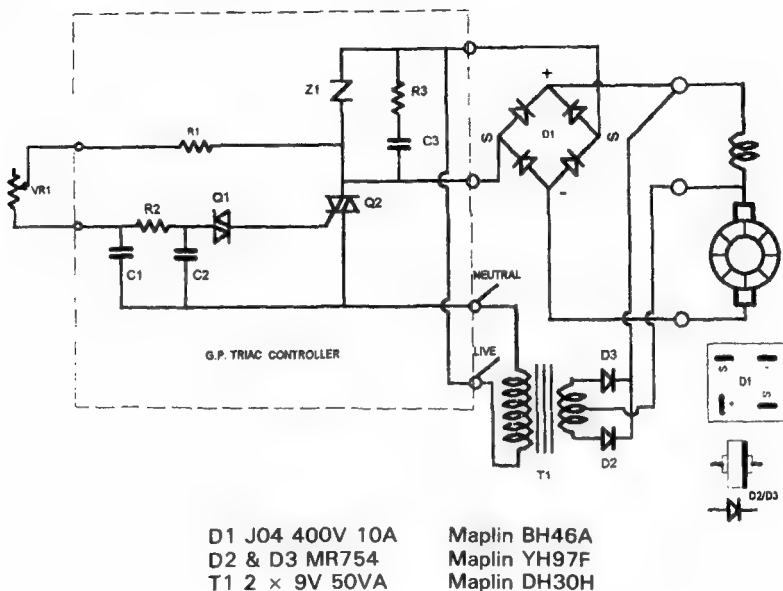 Z1
R3
+
D1
S
S
C3
-
R1
VR1
R2
Q1
Q2
C1
C2
NEUTRAL
G.P. TRIAC CONTROLLER
LIVE
D3
D2
T1
S
-
D1
+
S
D2/D3
D1 J04 400V 10A Maplin BH46A
D2 & D3 MR754 Maplin YH97F
T1 2 × 9V 50VA Maplin DH30H